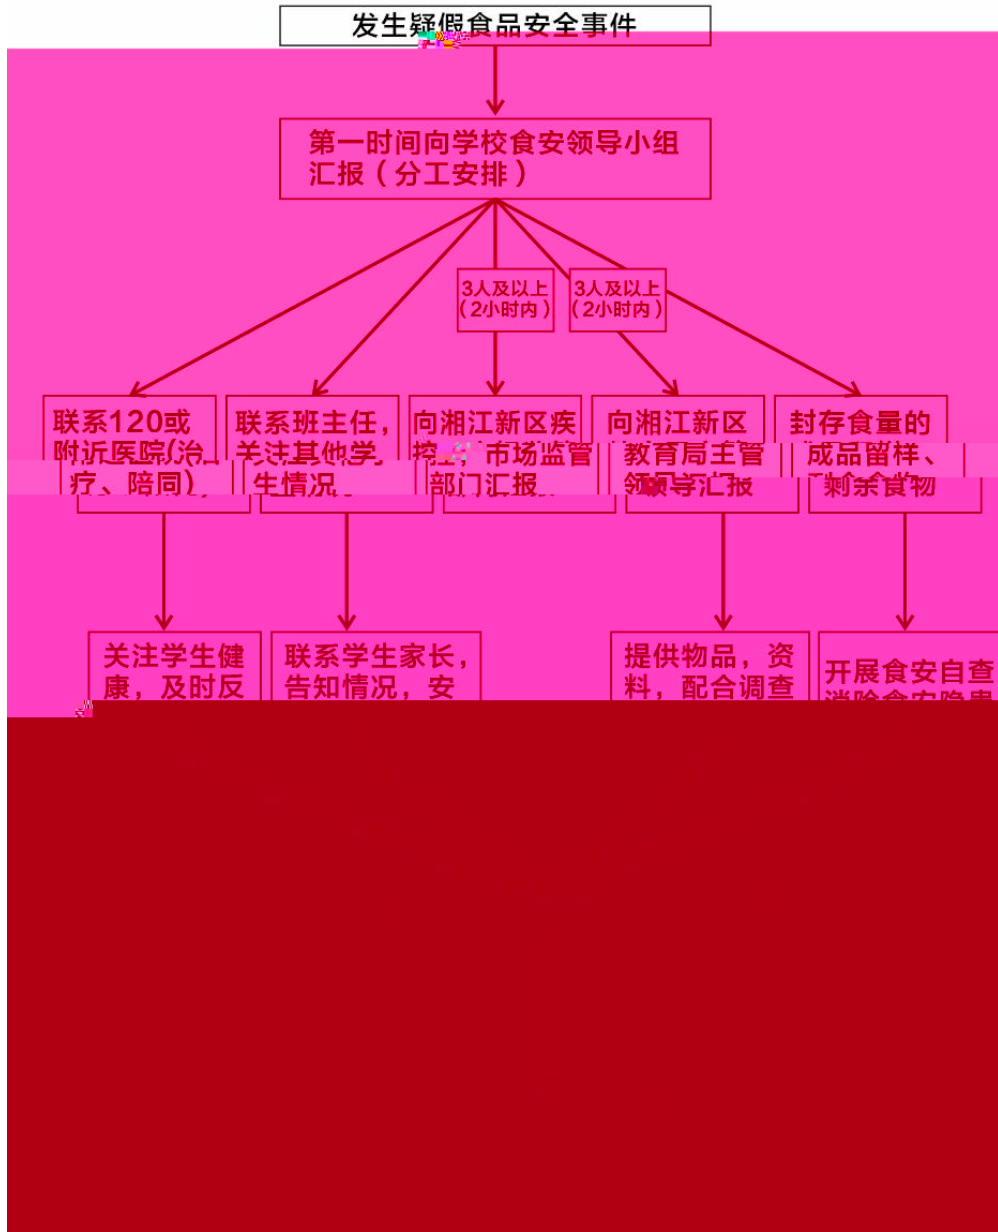 发生疑假食品安全事件
第一时间向学校食安领导小组
汇报（分工安排）
3人及以上
（2小时内）
3人及以上
（2小时内）
联系120或
附近医院(治
疗、陪同)
联系班主任，
关注其他学
生情况
向湘江新区疾
控，市场监管
部门汇报
向湘江新区
教育局主管
领导汇报
封存食量的
成品留样、
剩余食物
关注学生健
康，及时反
联系学生家长，
告知情况，安
提供物品，资
料，配合调查
开展食安自查
消除食安隐患